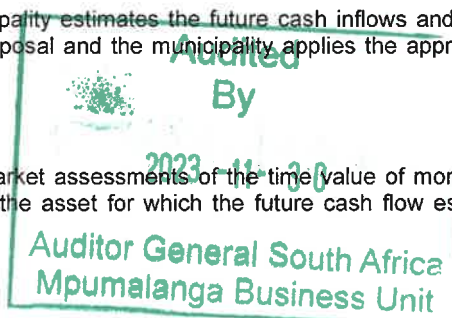 pality estimates the future cash inflows and
posal and the municipality applies the appr
Audited
By
2023 -11- 30
arket assessments of the time value of mon
the asset for which the future cash flow es
Auditor General South Africa
Mpumalanga Business Unit